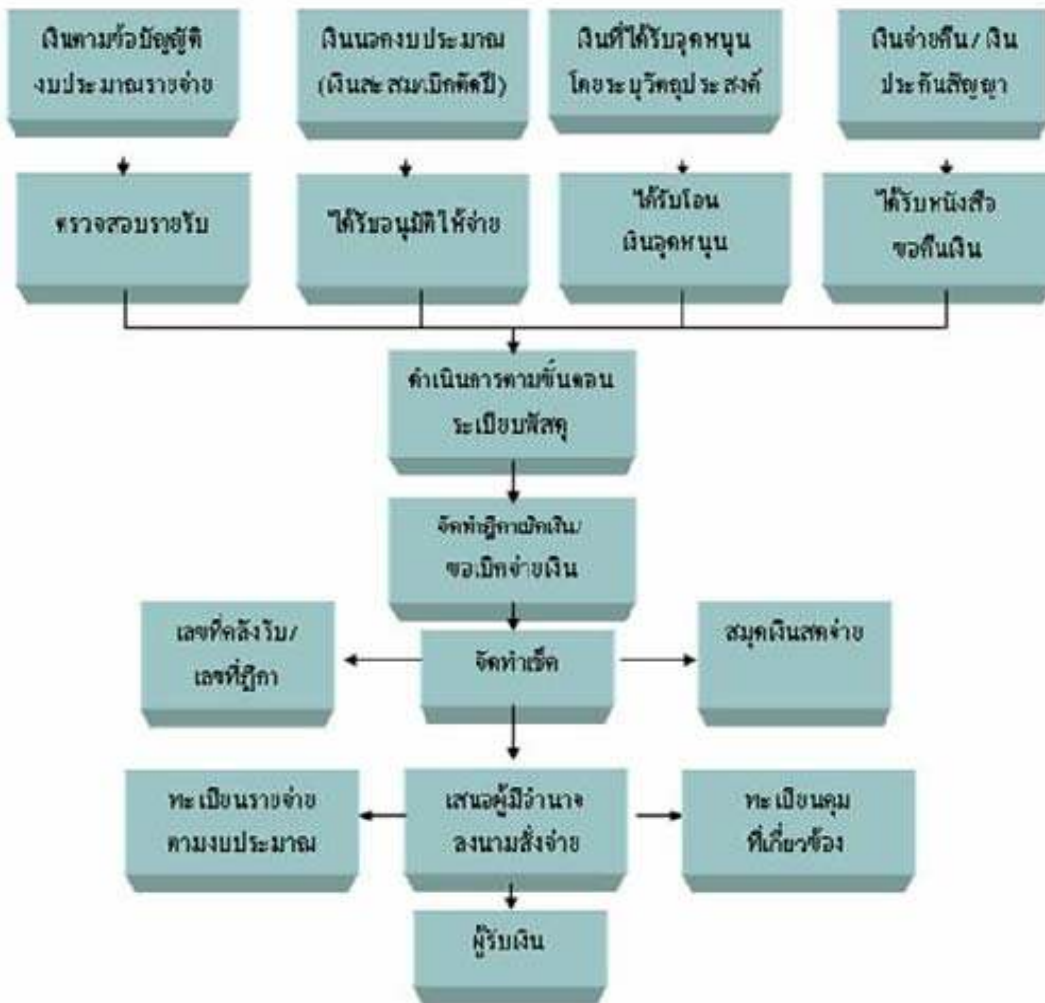 เงินตามข้อบัญญัติ
งบประมาณรายจ่าย
เงินนอกงบประมาณ
(เงินสะสม/เบิกตัดปี)
เงินที่ได้รับอุดหนุน
โดยระบุวัตถุประสงค์
เงินจ่ายคืน/เงิน
ประกันสัญญา
ตรวจสอบรายรับ
ได้รับอนุมัติให้จ่าย
ได้รับโอน
เงินอุดหนุน
ได้รับหนังสือ
ขอคืนเงิน
ดำเนินการตามขั้นตอน
ระเบียบพัสดุ
จัดทำฎีกาเบิกเงิน/
ขอเบิกจ่ายเงิน
เลขที่คลังรับ/
เลขที่ฎีกา
จัดทำเช็ค
สมุดเงินสดจ่าย
ทะเบียนรายจ่าย
ตามงบประมาณ
เสนอผู้มีอำนาจ
ลงนามสั่งจ่าย
ทะเบียนคุม
ที่เกี่ยวข้อง
ผู้รับเงิน